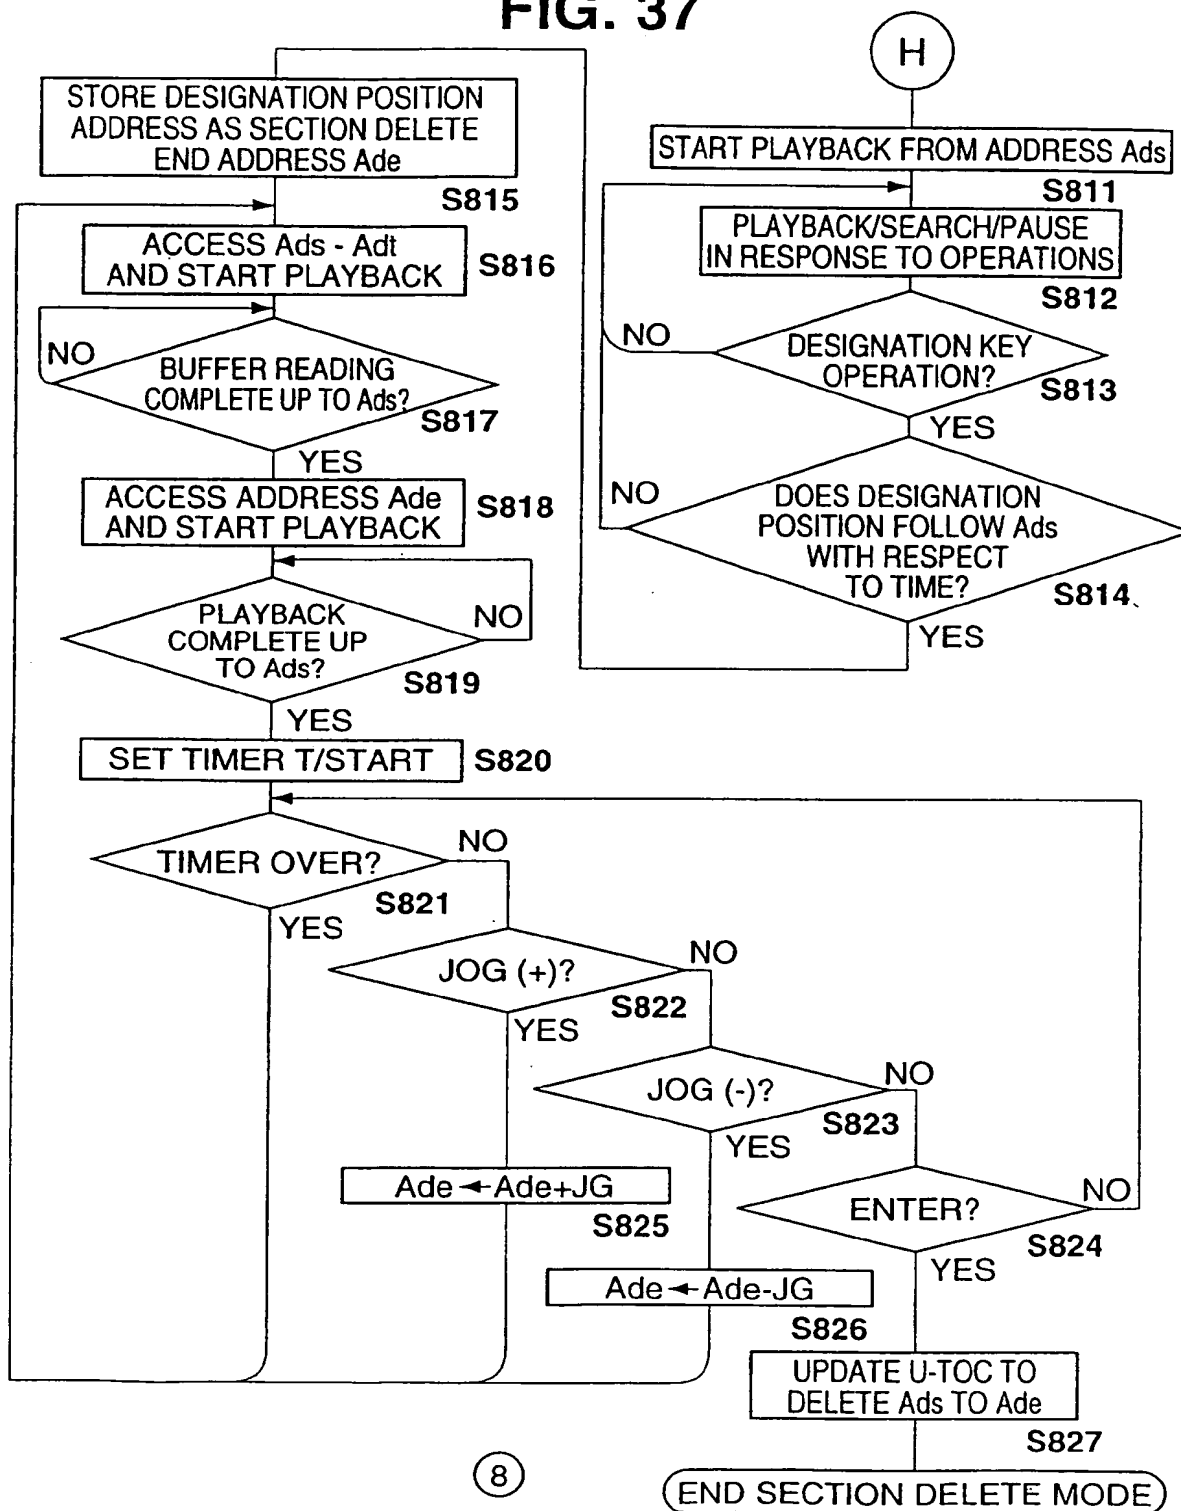 FIG. 37
H
START PLAYBACK FROM ADDRESS Ads
S811
PLAYBACK/SEARCH/PAUSE
IN RESPONSE TO OPERATIONS
S812
DESIGNATION KEY
OPERATION?
S813
NO
YES
DOES DESIGNATION
POSITION FOLLOW Ads
WITH RESPECT
TO TIME?
S814
NO
YES
STORE DESIGNATION POSITION
ADDRESS AS SECTION DELETE
END ADDRESS Ade
S815
ACCESS Ads - Adt
AND START PLAYBACK
S816
NO
BUFFER READING
COMPLETE UP TO Ads?
S817
YES
ACCESS ADDRESS Ade
AND START PLAYBACK
S818
PLAYBACK
COMPLETE UP
TO Ads?
NO
S819
YES
SET TIMER T/START
S820
TIMER OVER?
NO
S821
YES
JOG (+)?
NO
S822
YES
JOG (-)?
NO
S823
YES
Ade←Ade+JG
S825
ENTER?
NO
S824
YES
Ade←Ade-JG
S826
UPDATE U-TOC TO
DELETE Ads TO Ade
S827
8
END SECTION DELETE MODE